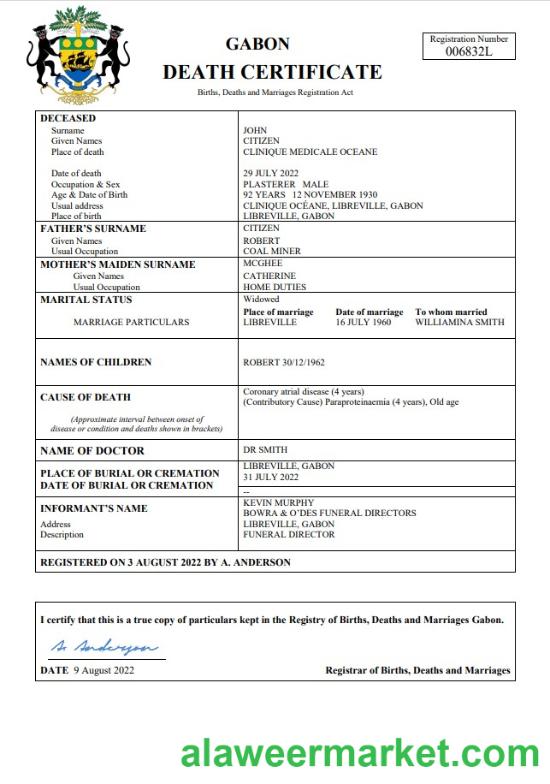 GABON
DEATH CERTIFICATE
Births, Deaths and Marriages Registration Act
Registration Number
006832L
DECEASED
Surname JOHN
Given Names CITIZEN
Place of death CLINIQUE MEDICALE OCEANE
Date of death 29 JULY 2022
Occupation & Sex PLASTERER MALE
Age & Date of Birth 92 YEARS 12 NOVEMBER 1930
Usual address CLINIQUE OCÉANE, LIBREVILLE, GABON
Place of birth LIBREVILLE, GABON
FATHER'S SURNAME CITIZEN
Given Names ROBERT
Usual Occupation COAL MINER
MOTHER'S MAIDEN SURNAME MCGHEE
Given Names CATHERINE
Usual Occupation HOME DUTIES
MARITAL STATUS Widowed
Place of marriage Date of marriage To whom married
MARRIAGE PARTICULARS LIBREVILLE 16 JULY 1960 WILLIAMINA SMITH
NAMES OF CHILDREN ROBERT 30/12/1962
CAUSE OF DEATH Coronary atrial disease (4 years)
(Contributory Cause) Paraproteinaemia (4 years), Old age
(Approximate interval between onset of
disease or condition and deaths shown in brackets)
NAME OF DOCTOR DR SMITH
PLACE OF BURIAL OR CREMATION LIBREVILLE, GABON
DATE OF BURIAL OR CREMATION 31 JULY 2022
--
INFORMANT'S NAME KEVIN MURPHY
BOWRA & O'DES FUNERAL DIRECTORS
Address LIBREVILLE, GABON
Description FUNERAL DIRECTOR
REGISTERED ON 3 AUGUST 2022 BY A. ANDERSON
I certify that this is a true copy of particulars kept in the Registry of Births, Deaths and Marriages Gabon.
A. Anderson
DATE 9 August 2022 Registrar of Births, Deaths and Marriages
alaweermarket.com